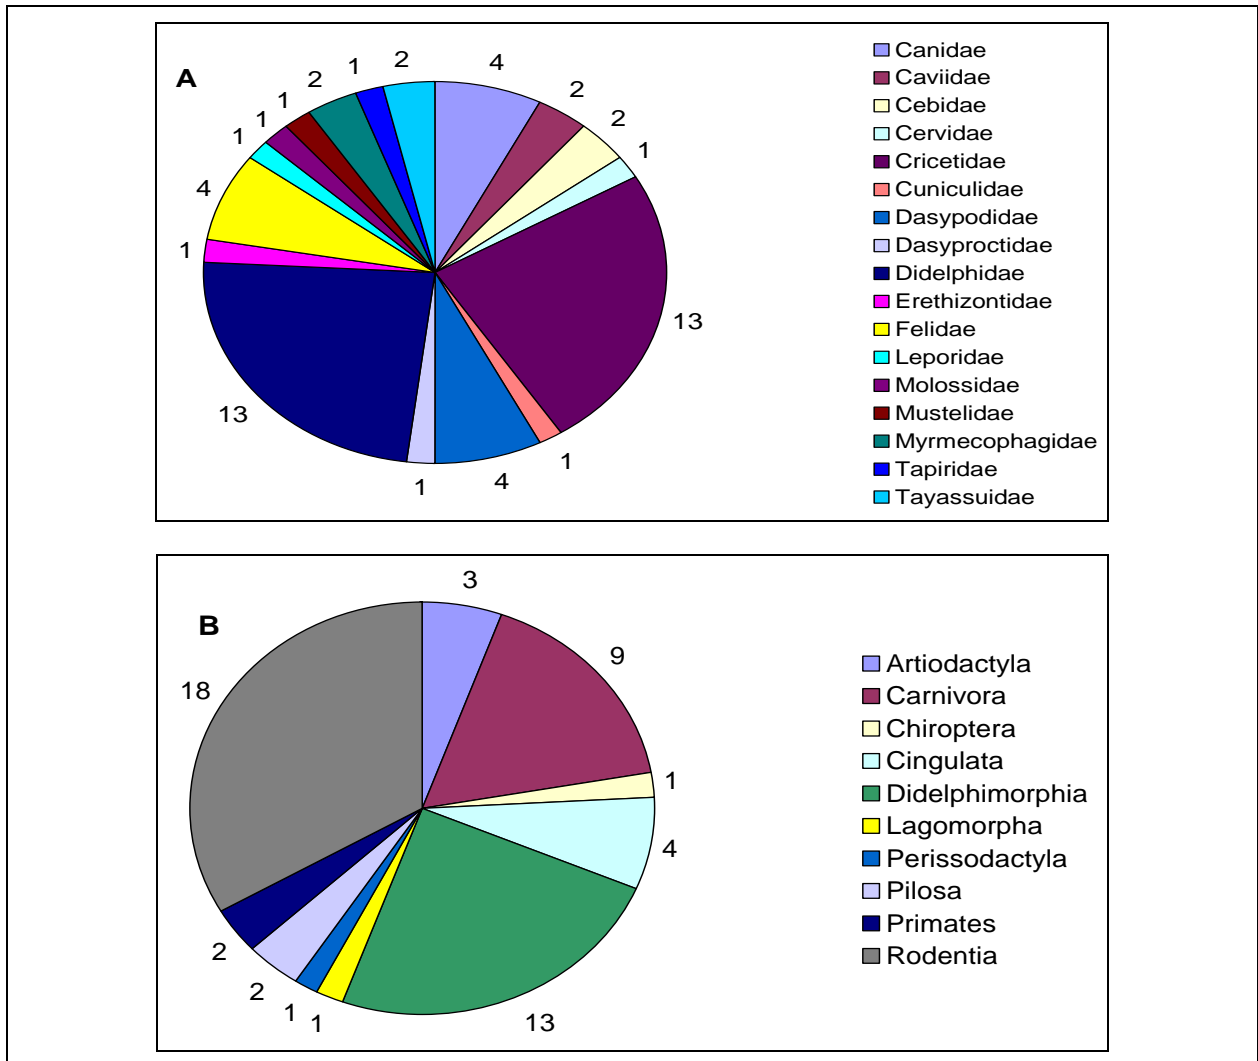 A
4
2
2
1
13
1
4
1
13
1
4
1
1
1
2
1
2
Canidae
Caviidae
Cebidae
Cervidae
Cricetidae
Cuniculidae
Dasypodidae
Dasyproctidae
Didelphidae
Erethizontidae
Felidae
Leporidae
Molossidae
Mustelidae
Myrmecophagidae
Tapiridae
Tayassuidae
B
3
9
1
4
13
1
1
2
2
18
Artiodactyla
Carnivora
Chiroptera
Cingulata
Didelphimorphia
Lagomorpha
Perissodactyla
Pilosa
Primates
Rodentia